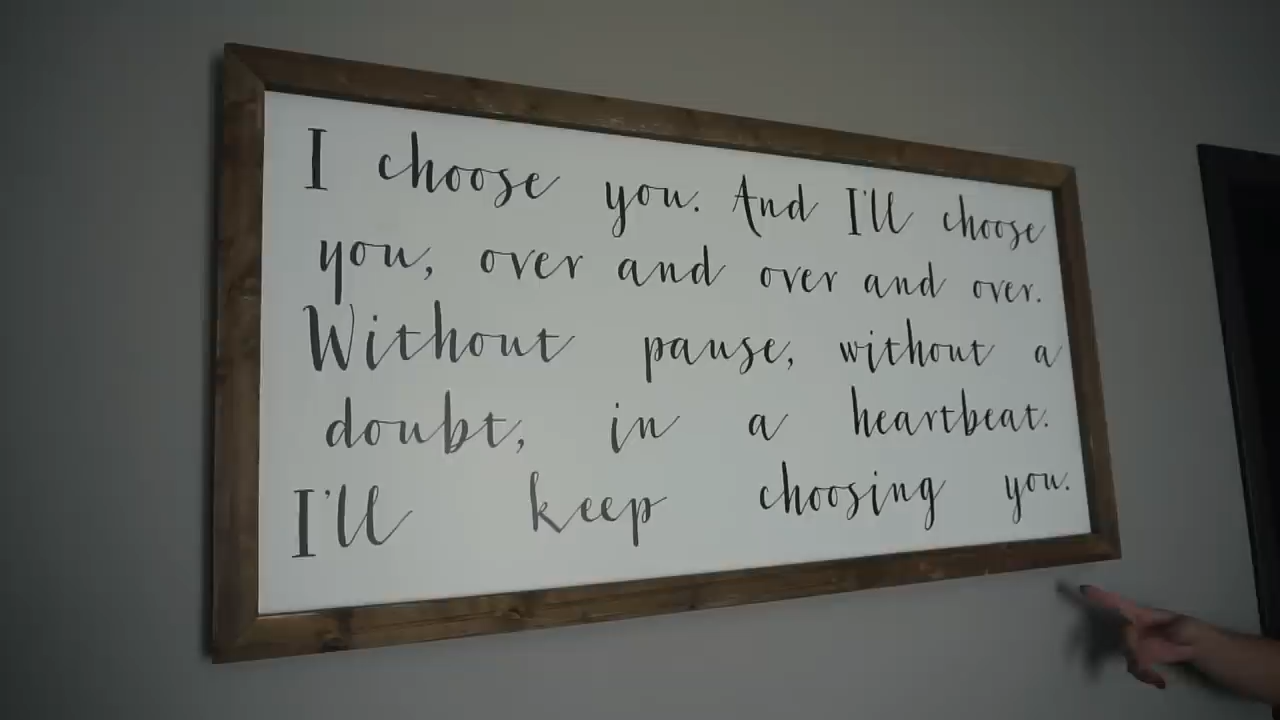 I choose you. And I'll choose
you, over and over and over.
Without pause, without a
doubt, in a heartbeat.
I'll keep choosing you.